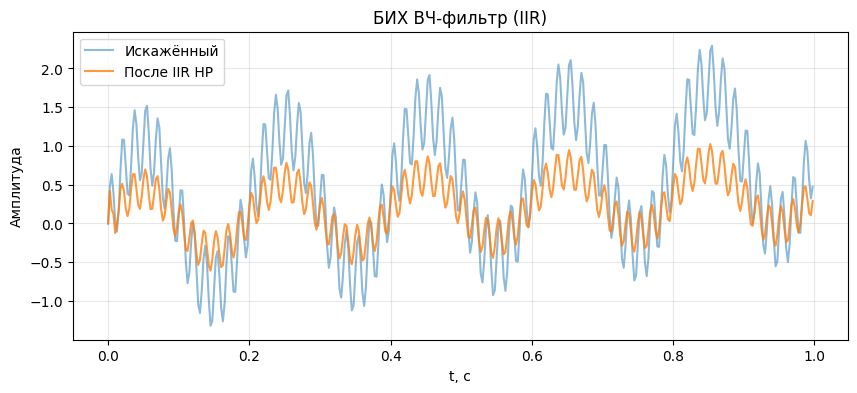 БИХ ВЧ-фильтр (IIR)
Искажённый
После IIR HP
Амплитуда
2.0
1.5
1.0
0.5
0.0
−0.5
−1.0
0.0 0.2 0.4 0.6 0.8 1.0
t, с